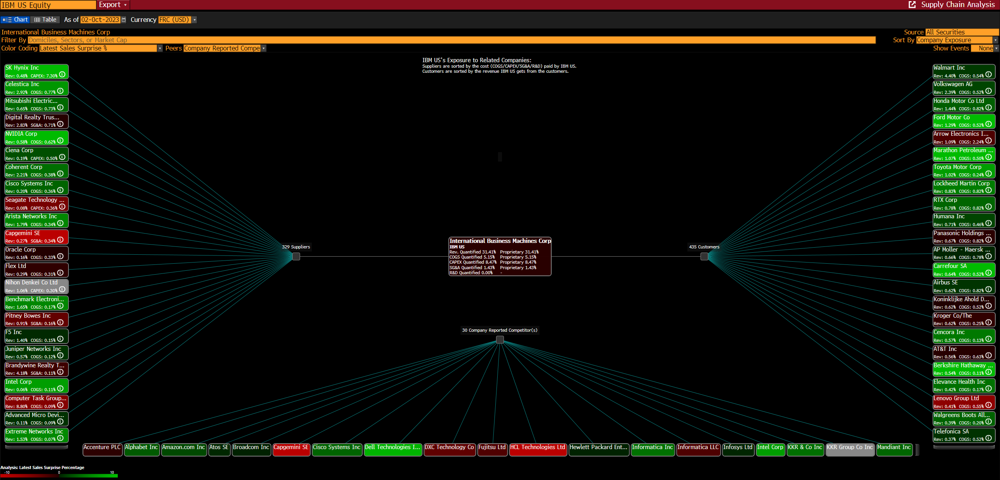 IBM US Equity Export Supply Chain Analysis
Chart Table As of 02-Oct-2023 Currency FRC (USD)
International Business Machines Corp Source All Securities
Filter By Domiciles, Sectors, or Market Cap Sort By Company Exposure
Color Coding Latest Sales Surprise % Peers Company Reported Compe Show Events None
IBM US's Exposure to Related Companies:
Suppliers are sorted by the cost (COGS/CAPEX/SG&A/R&D) paid by IBM US.
Customers are sorted by the revenue IBM US gets from the customers.
SK Hynix Inc
Rev: 0.48% CAPEX: 7.30%
Celestica Inc
Rev: 2.92% COGS: 0.77%
Mitsubishi Electric...
Rev: 0.65% COGS: 0.73%
Digital Realty Trus...
Rev: 2.83% SG&A: 0.71%
NVIDIA Corp
Rev: 0.58% COGS: 0.62%
Ciena Corp
Rev: 0.19% CAPEX: 0.50%
Coherent Corp
Rev: 2.21% COGS: 0.38%
Cisco Systems Inc
Rev: 0.20% COGS: 0.36%
Seagate Technology ...
Rev: 0.08% CAPEX: 0.36%
Arista Networks Inc
Rev: 1.79% COGS: 0.34%
Capgemini SE
Rev: 0.27% SG&A: 0.34%
Oracle Corp
Rev: 0.16% COGS: 0.33%
Flex Ltd
Rev: 0.29% COGS: 0.31%
Nihon Denkei Co Ltd
Rev: 1.06% CAPEX: 0.30%
Benchmark Electroni...
Rev: 1.65% COGS: 0.17%
Pitney Bowes Inc
Rev: 0.91% SG&A: 0.16%
F5 Inc
Rev: 1.40% COGS: 0.15%
Juniper Networks Inc
Rev: 0.57% COGS: 0.12%
Brandywine Realty T...
Rev: 4.18% SG&A: 0.11%
Intel Corp
Rev: 0.06% COGS: 0.11%
Computer Task Group...
Rev: 8.80% COGS: 0.09%
Advanced Micro Devi...
Rev: 0.11% COGS: 0.09%
Extreme Networks Inc
Rev: 1.53% COGS: 0.07%
329 Suppliers
International Business Machines Corp
IBM US
Rev. Quantified 31.41% Proprietary 31.41%
COGS Quantified 5.15% Proprietary 5.15%
CAPEX Quantified 8.47% Proprietary 8.47%
SG&A Quantified 1.43% Proprietary 1.43%
R&D Quantified 0.00% -
435 Customers
Walmart Inc
Rev: 4.40% COGS: 0.54%
Volkswagen AG
Rev: 2.39% COGS: 0.52%
Honda Motor Co Ltd
Rev: 1.44% COGS: 0.82%
Ford Motor Co
Rev: 1.29% COGS: 0.52%
Arrow Electronics I...
Rev: 1.09% COGS: 2.24%
Marathon Petroleum ...
Rev: 1.07% COGS: 0.50%
Toyota Motor Corp
Rev: 1.02% COGS: 0.24%
Lockheed Martin Corp
Rev: 0.83% COGS: 0.82%
RTX Corp
Rev: 0.78% COGS: 0.82%
Humana Inc
Rev: 0.71% COGS: 0.46%
Panasonic Holdings ...
Rev: 0.67% COGS: 0.82%
AP Moller - Maersk ...
Rev: 0.66% COGS: 0.78%
Carrefour SA
Rev: 0.64% COGS: 0.52%
Airbus SE
Rev: 0.62% COGS: 0.82%
Koninklijke Ahold D...
Rev: 0.62% COGS: 0.52%
Kroger Co/The
Rev: 0.62% COGS: 0.25%
Cencora Inc
Rev: 0.57% COGS: 0.13%
AT&T Inc
Rev: 0.56% COGS: 0.63%
Berkshire Hathaway ...
Rev: 0.54% COGS: 0.11%
Elevance Health Inc
Rev: 0.42% COGS: 0.17%
Lenovo Group Ltd
Rev: 0.41% COGS: 0.55%
Walgreens Boots All...
Rev: 0.39% COGS: 0.20%
Telefonica SA
Rev: 0.37% COGS: 0.52%
30 Company Reported Competitor(s)
Accenture PLC Alphabet Inc Amazon.com Inc Atos SE Broadcom Inc Capgemini SE Cisco Systems Inc Dell Technologies I... DXC Technology Co Fujitsu Ltd HCL Technologies Ltd Hewlett Packard Ent... Informatica Inc Informatica LLC Infosys Ltd Intel Corp KKR & Co Inc KKR Group Co Inc Mandiant Inc
Analysis: Latest Sales Surprise Percentage
-10 0 10